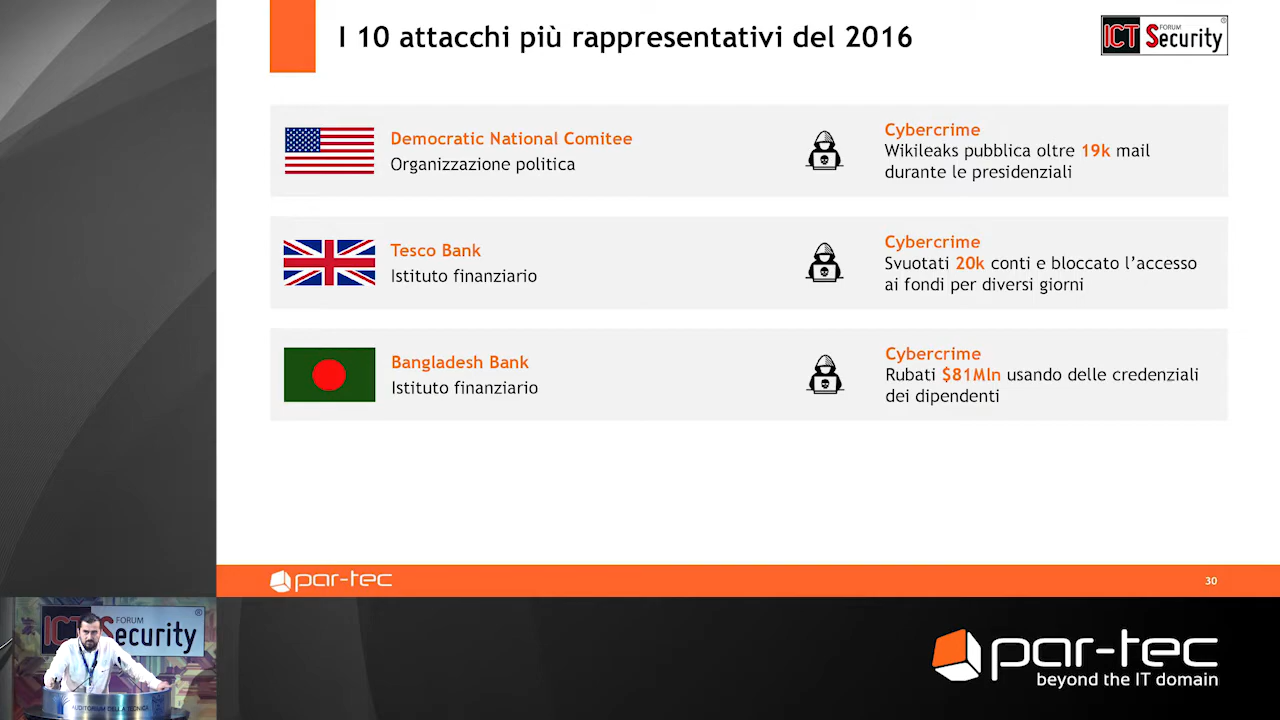 I 10 attacchi più rappresentativi del 2016
ICT Security
FORUM
®
Democratic National Comitee
Organizzazione politica
Cybercrime
Wikileaks pubblica oltre 19k mail
durante le presidenziali
Tesco Bank
Istituto finanziario
Cybercrime
Svuotati 20k conti e bloccato l'accesso
ai fondi per diversi giorni
Bangladesh Bank
Istituto finanziario
Cybercrime
Rubati $81Mln usando delle credenziali
dei dipendenti
par-tec
30
ICT Security
FORUM
®
AUDITORIUM DELLA TECNICA
par-tec
beyond the IT domain